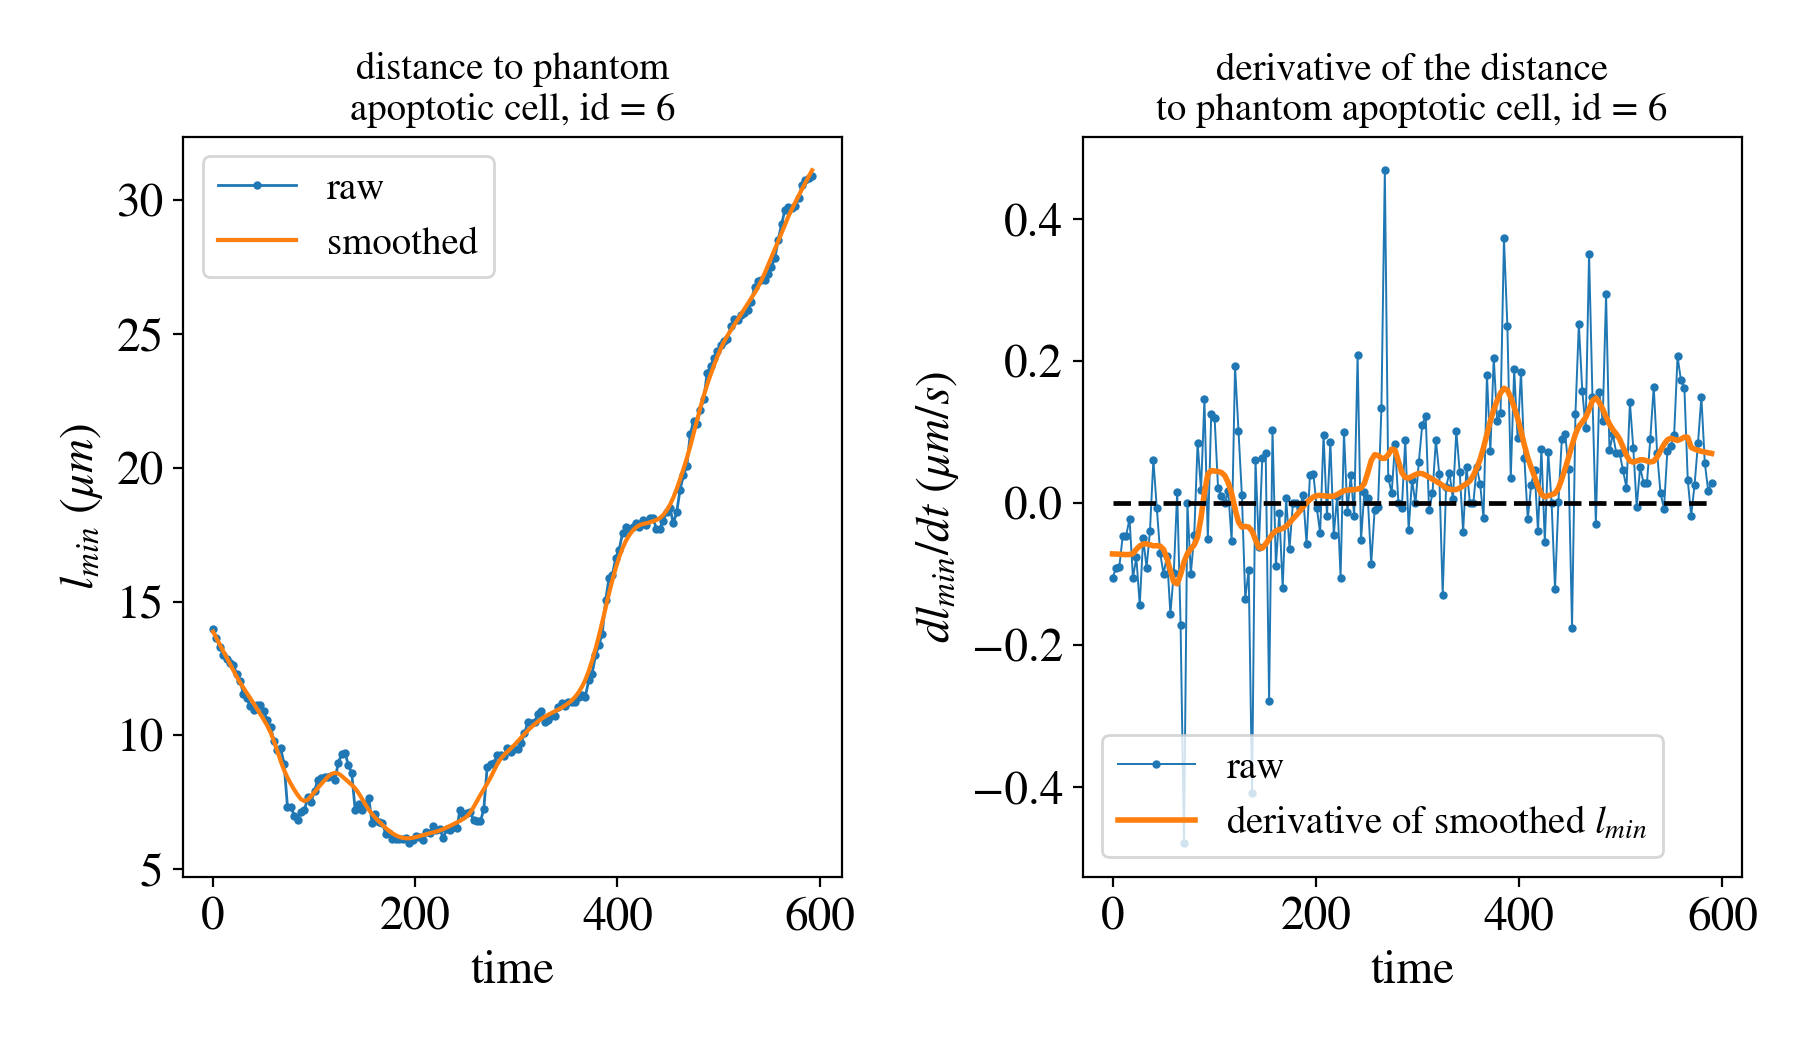 distance to phantom
apoptotic cell, id = 6
raw
smoothed
30
25
20
15
10
5
0
200
400
600
time
l_min (μm)
derivative of the distance
to phantom apoptotic cell, id = 6
0.4
0.2
0.0
−0.2
−0.4
raw
derivative of smoothed l_min
0
200
400
600
time
dl_min/dt (μm/s)